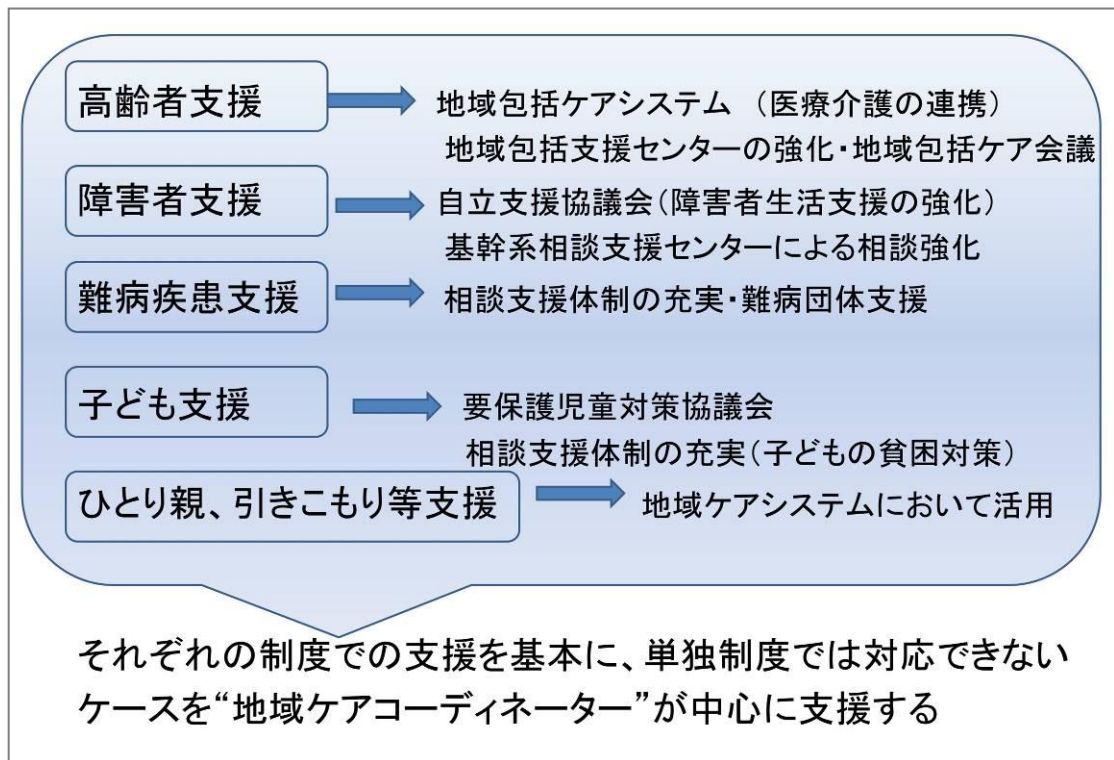 高齢者支援
地域包括ケアシステム （医療介護の連携）
地域包括支援センターの強化・地域包括ケア会議
障害者支援
自立支援協議会（障害者生活支援の強化）
基幹系相談支援センターによる相談強化
難病疾患支援
相談支援体制の充実・難病団体支援
子ども支援
要保護児童対策協議会
相談支援体制の充実（子どもの貧困対策）
ひとり親、引きこもり等支援
地域ケアシステムにおいて活用
それぞれの制度での支援を基本に、単独制度では対応できない
ケースを“地域ケアコーディネーター”が中心に支援する